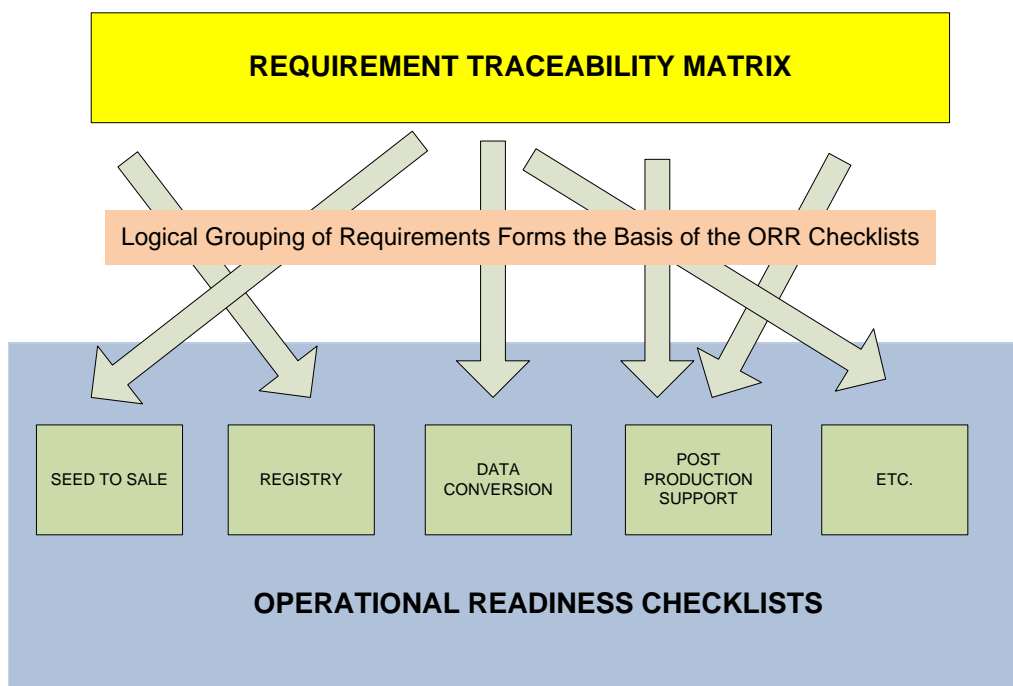 REQUIREMENT TRACEABILITY MATRIX
Logical Grouping of Requirements Forms the Basis of the ORR Checklists
SEED TO SALE
REGISTRY
DATA
CONVERSION
POST
PRODUCTION
SUPPORT
ETC.
OPERATIONAL READINESS CHECKLISTS